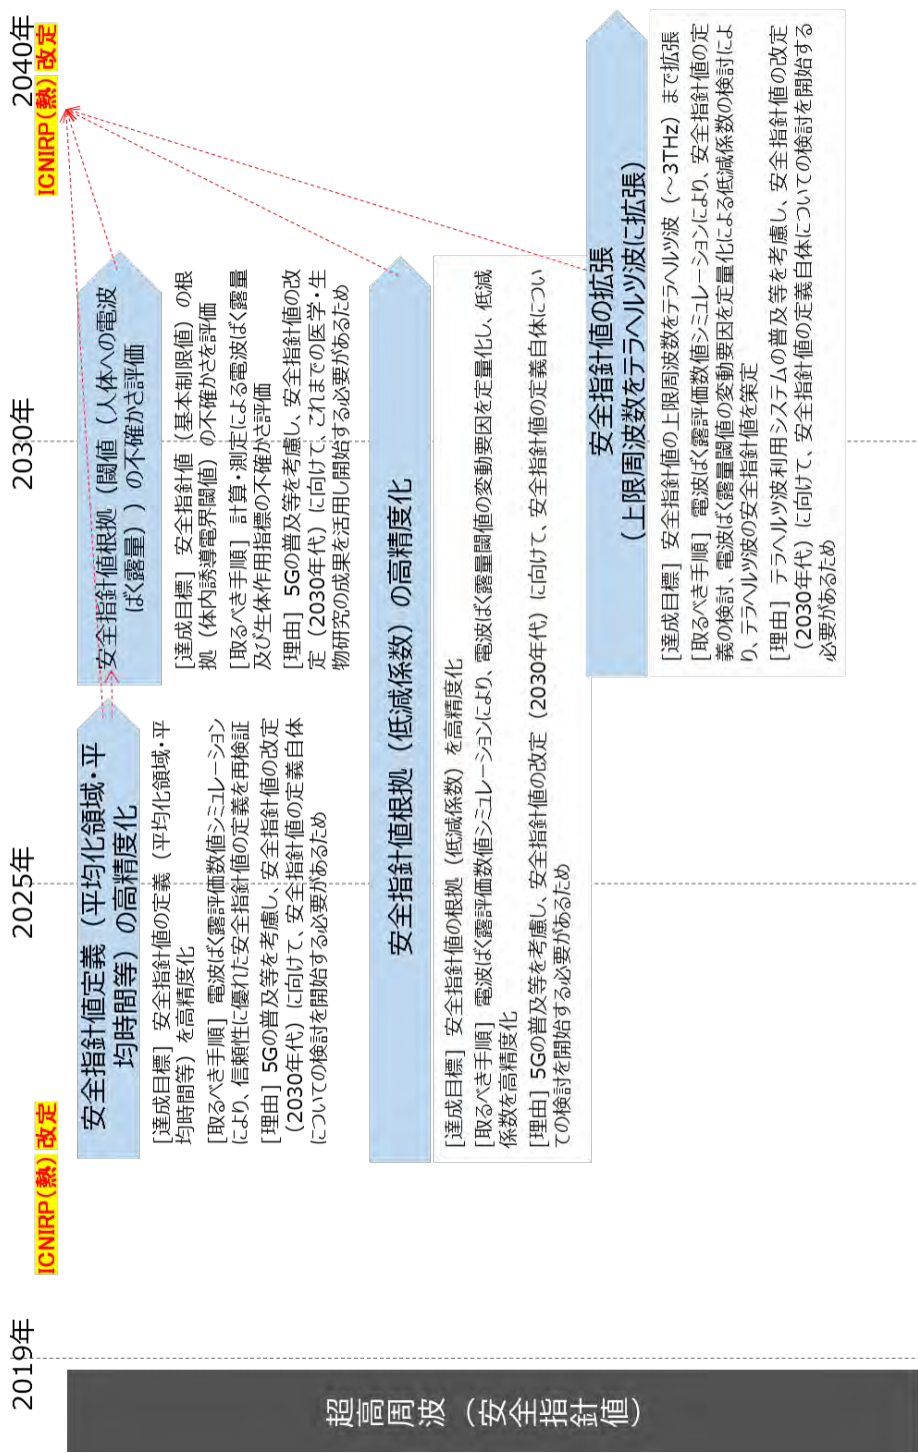 超高周波（安全指針値）
2019年
2025年
2030年
2040年
ICNIRP(熱)改定
ICNIRP(熱)改定
安全指針値定義（平均化領域・平
均時間等）の高精度化
[達成目標] 安全指針値の定義（平均化領域・平
均時間等）を高精度化
[取るべき手順] 電波ばく露評価数値シミュレーション
により、信頼性に優れた安全指針値の定義を再検証
[理由] 5Gの普及等を考慮し、安全指針値の改定
（2030年代）に向けて、安全指針値の定義自体
についての検討を開始する必要があるため
安全指針値根拠（閾値（人体への電波
ばく露量））の不確かさ評価
[達成目標] 安全指針値（基本制限値）の根
拠（体内誘導電界閾値）の不確かさを評価
[取るべき手順] 計算・測定による電波ばく露量
及び生体作用指標の不確かさ評価
[理由] 5Gの普及等を考慮し、安全指針値の改
定（2030年代）に向けて、これまでの医学・生
物研究の成果を活用し開始する必要があるため
安全指針値根拠（低減係数）の高精度化
[達成目標] 安全指針値の根拠（低減係数）を高精度化
[取るべき手順] 電波ばく露評価数値シミュレーションにより、電波ばく露量閾値の変動要因を定量化し、低減
係数を高精度化
[理由] 5Gの普及等を考慮し、安全指針値の改定（2030年代）に向けて、安全指針値の定義自体につい
ての検討を開始する必要があるため
安全指針値の拡張
（上限周波数をテラヘルツ波に拡張）
[達成目標] 安全指針値の上限周波数をテラヘルツ波（～3THz）まで拡張
[取るべき手順] 電波ばく露評価数値シミュレーションにより、安全指針値の定
義の検討、電波ばく露量閾値の変動要因を定量化による低減係数の検討によ
り、テラヘルツ波の安全指針値を策定
[理由] テラヘルツ波利用システムの普及等を考慮し、安全指針値の改定
（2030年代）に向けて、安全指針値の定義自体についての検討を開始する
必要があるため